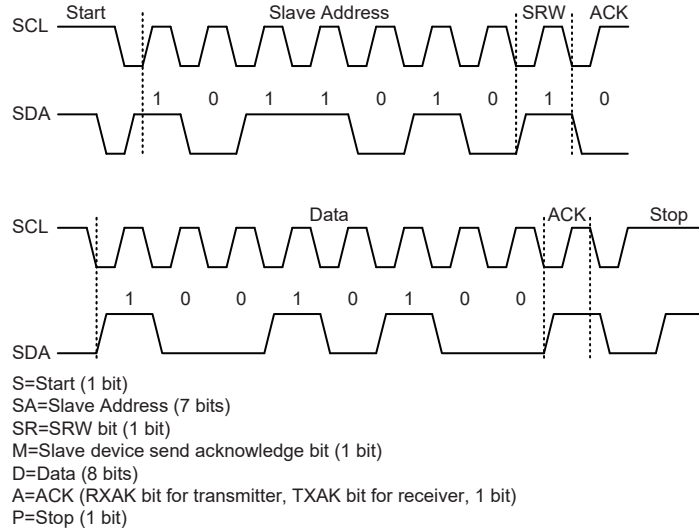 Start Slave Address SRW ACK
SCL
1 0 1 1 0 1 0 1 0
SDA
Data ACK Stop
SCL
1 0 0 1 0 1 0 0
SDA
S=Start (1 bit)
SA=Slave Address (7 bits)
SR=SRW bit (1 bit)
M=Slave device send acknowledge bit (1 bit)
D=Data (8 bits)
A=ACK (RXAK bit for transmitter, TXAK bit for receiver, 1 bit)
P=Stop (1 bit)